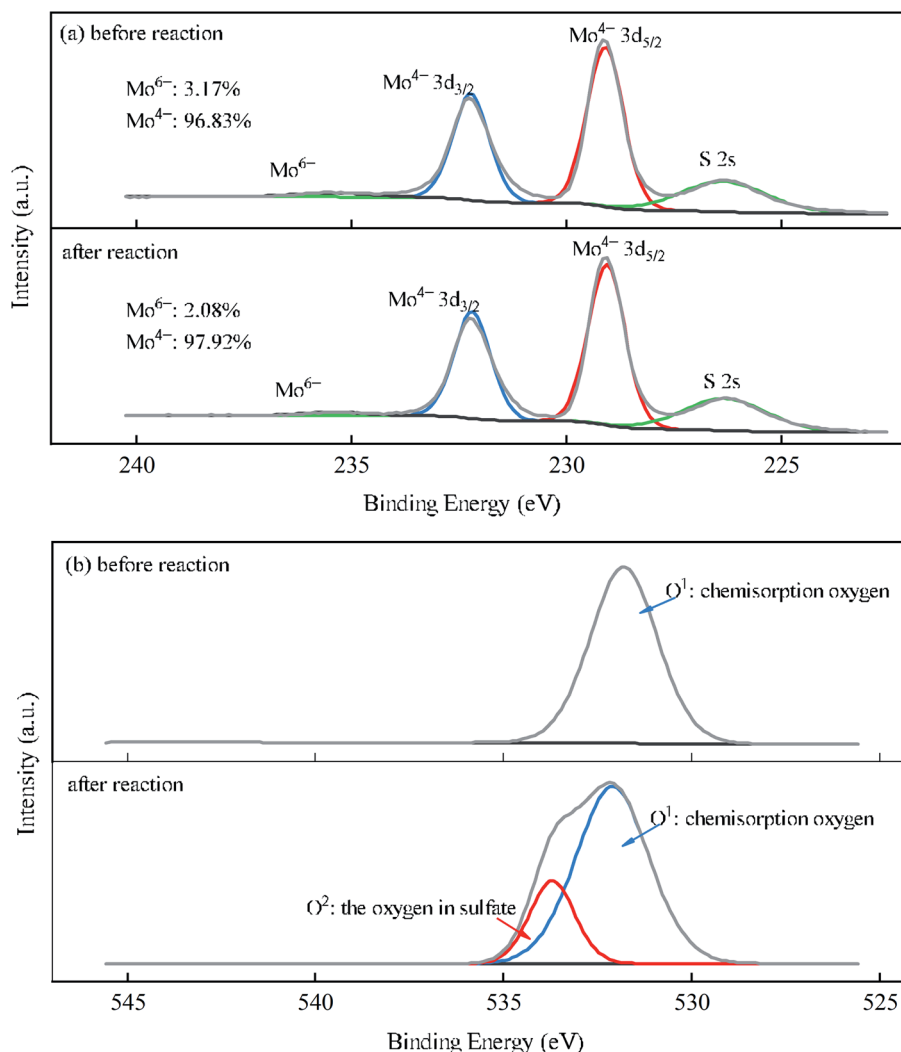 (a) before reaction
Mo⁶⁻: 3.17%
Mo⁴⁻: 96.83%
Mo⁶⁻
Mo⁴⁻ 3d₃/₂
Mo⁴⁻ 3d₅/₂
S 2s
after reaction
Mo⁶⁻: 2.08%
Mo⁴⁻: 97.92%
Mo⁶⁻
Mo⁴⁻ 3d₃/₂
Mo⁴⁻ 3d₅/₂
S 2s
Intensity (a.u.)
240 235 230 225
Binding Energy (eV)
(b) before reaction
O¹: chemisorption oxygen
after reaction
O¹: chemisorption oxygen
O²: the oxygen in sulfate
Intensity (a.u.)
545 540 535 530 525
Binding Energy (eV)